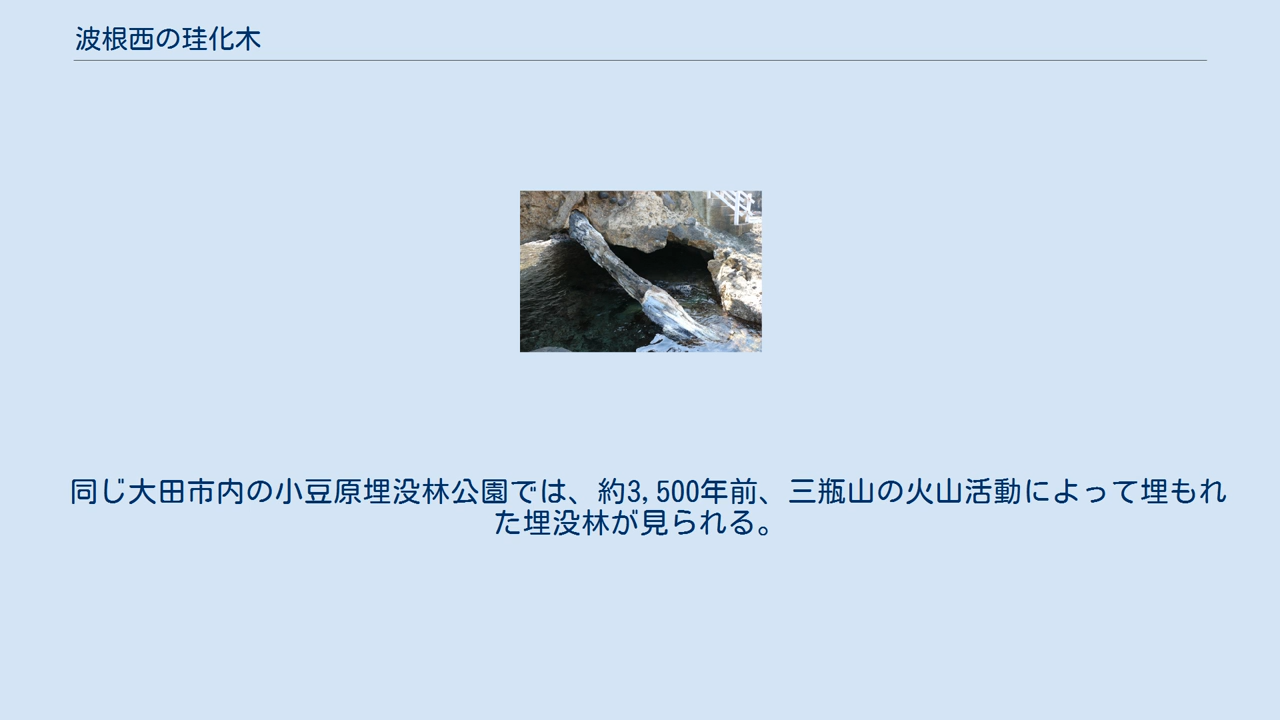 波根西の珪化木
同じ大田市内の小豆原埋没林公園では、約3,500年前、三瓶山の火山活動によって埋もれ
た埋没林が見られる。